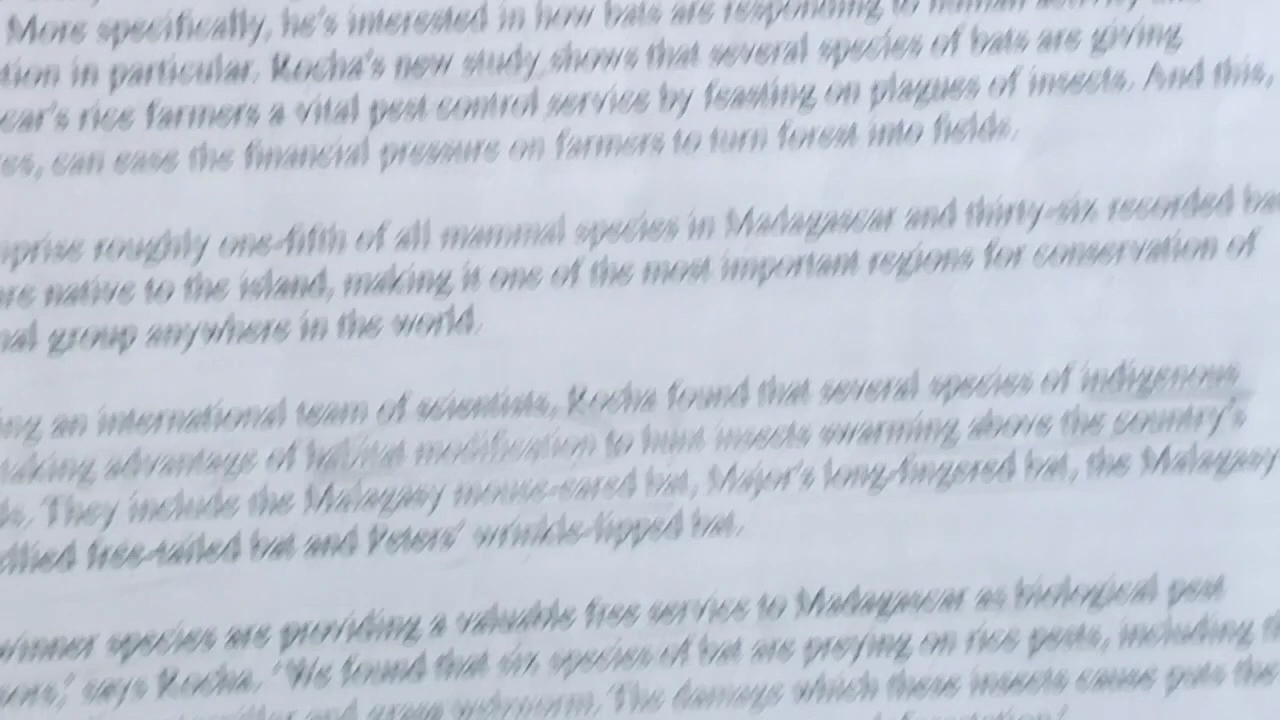 More specifically, he's interested in how bats are responding to human activity
tion in particular. Rocha's new study shows that several species of bats are giving
car's rice farmers a vital pest control service by feasting on plagues of insects. And this,
es, can ease the financial pressure on farmers to turn forest into fields.
prise roughly one-fifth of all mammal species in Madagascar and thirty-six recorded ba
re native to the island, making it one of the most important regions for conservation of
nal group anywhere in the world.
ng an international team of scientists, Rocha found that several species of indigenous
taking advantage of habitat modification to hunt insects swarming above the country's
ds. They include the Malagasy mouse-eared bat, Major's long-fingered bat, the Malagasy
free-tailed bat and Peters' wrinkle-lipped bat.
winner species are providing a valuable free service to Madagascar as biological pest
says Rocha. 'We found that six species of bat are preying on rice pests, including
and grass webworm. The damage which these insects cause puts the